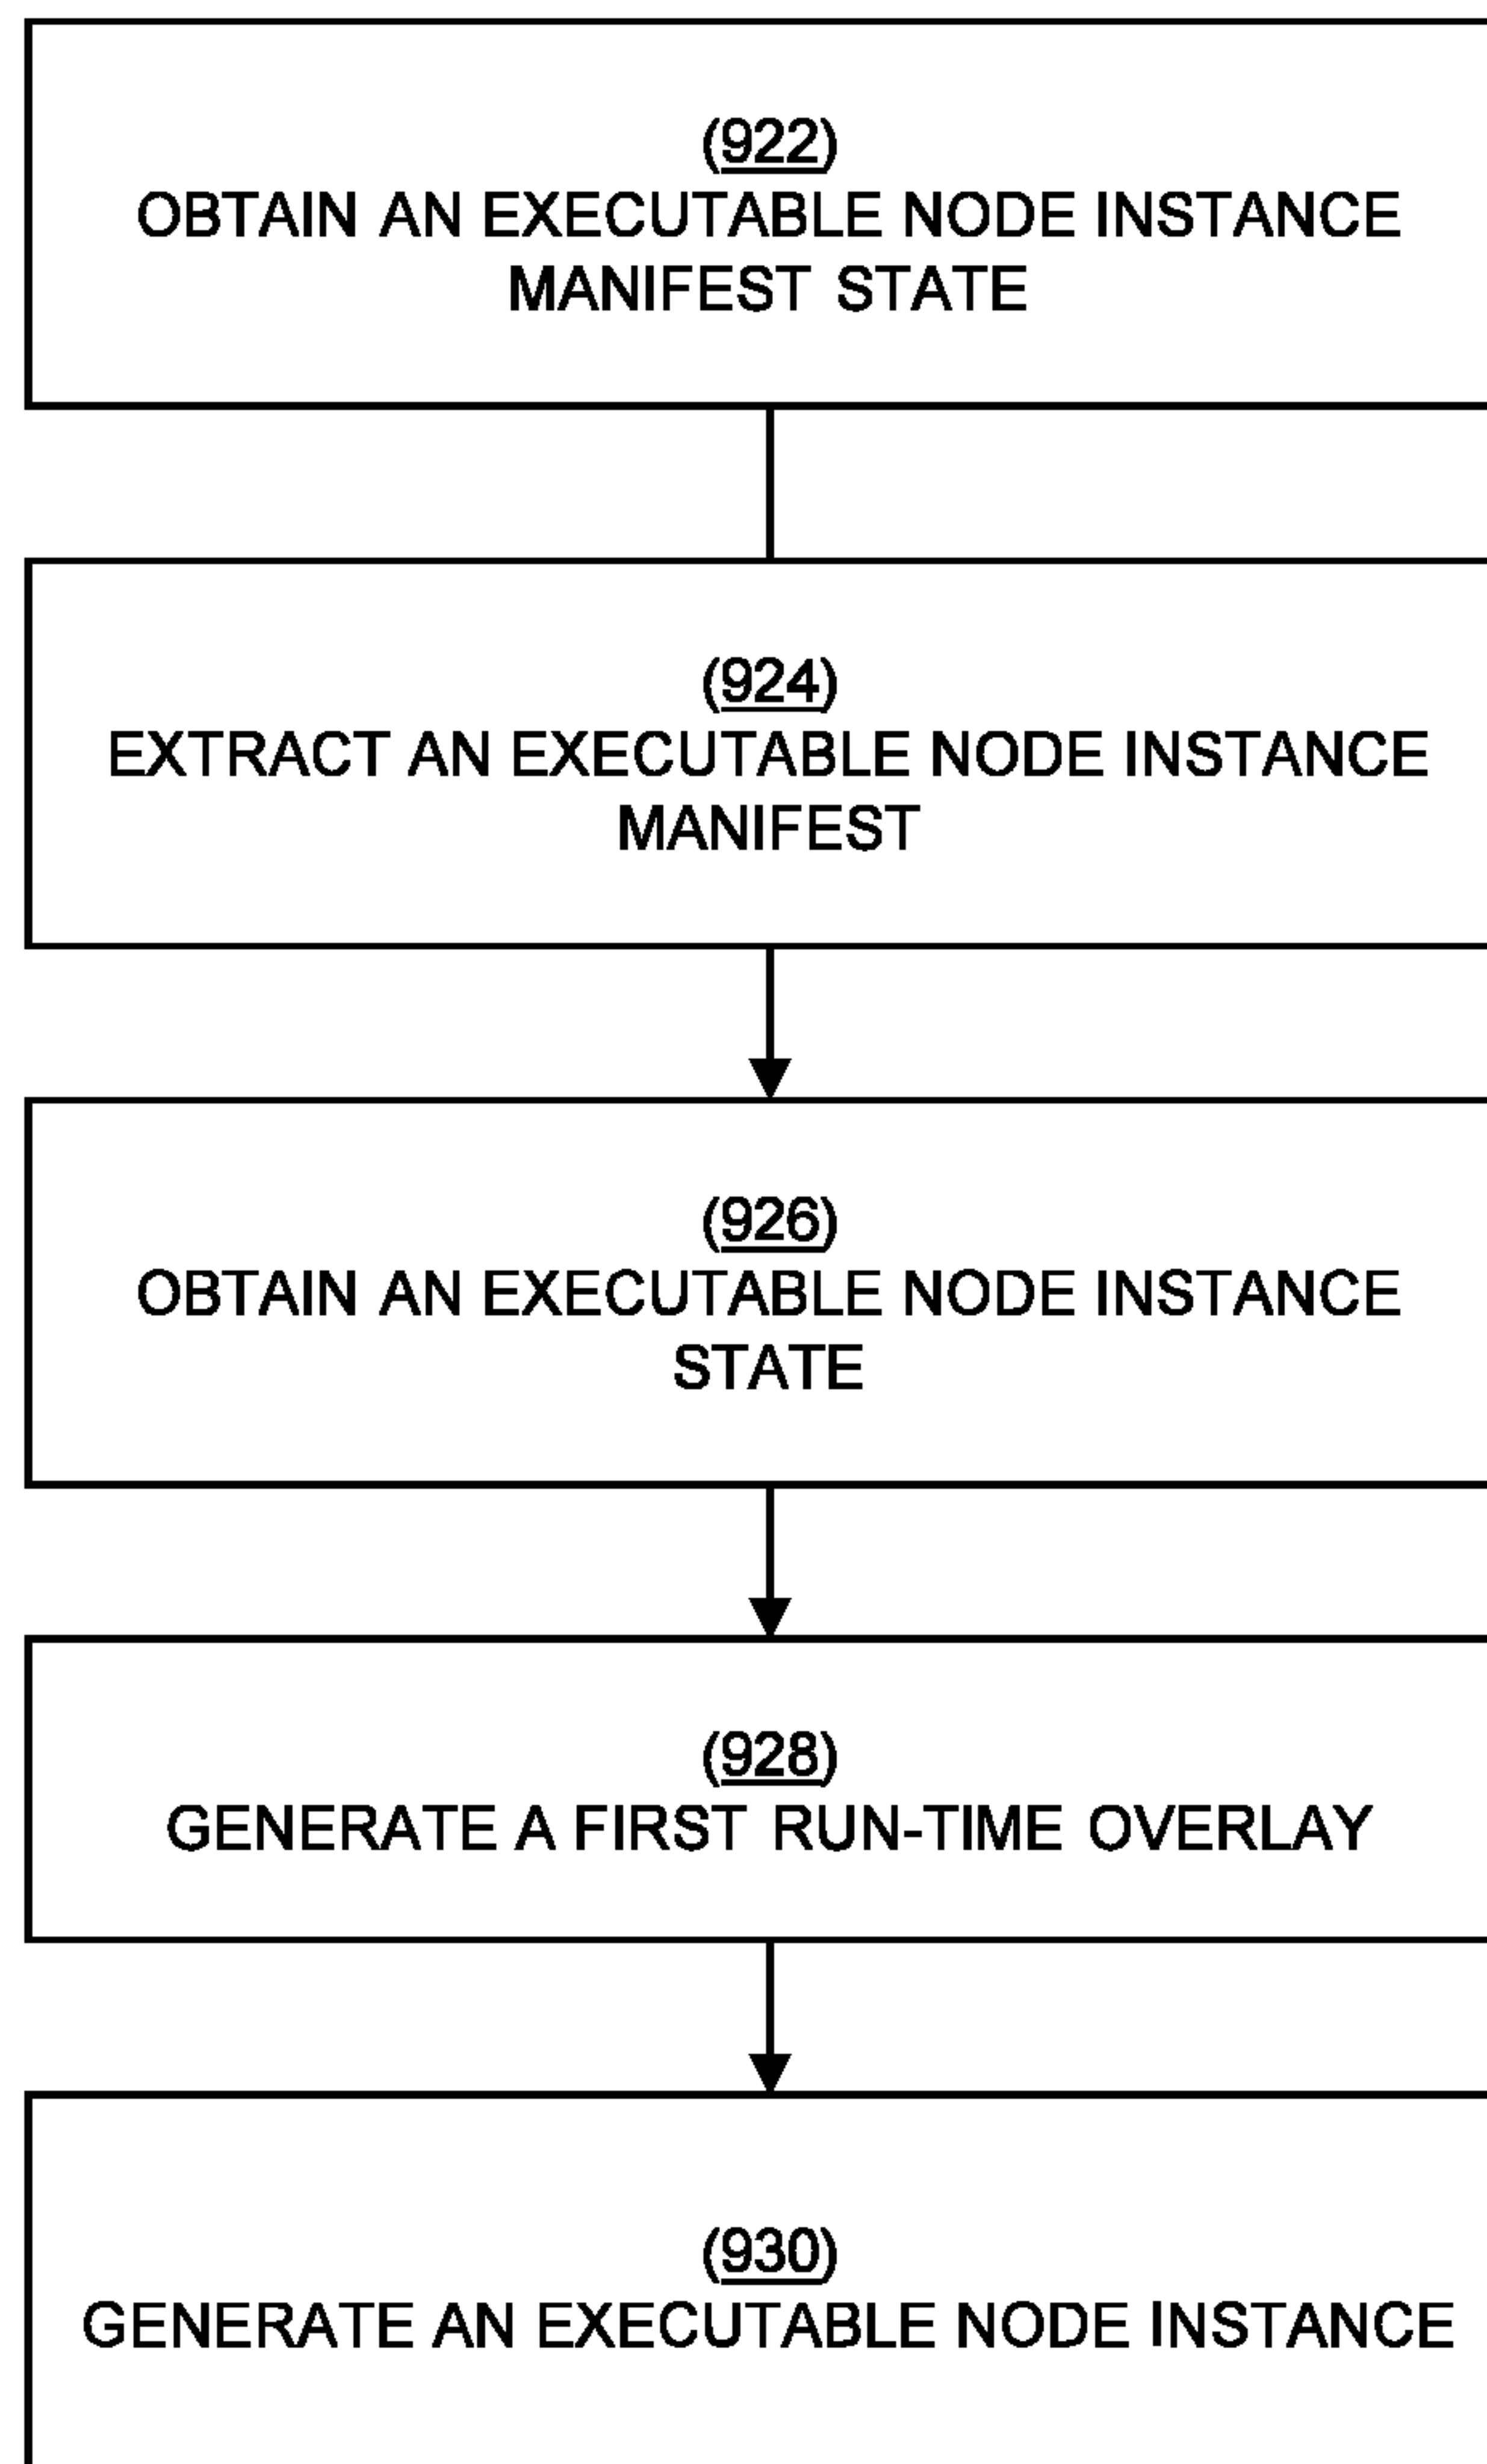 (922)
OBTAIN AN EXECUTABLE NODE INSTANCE
MANIFEST STATE
(924)
EXTRACT AN EXECUTABLE NODE INSTANCE
MANIFEST
(926)
OBTAIN AN EXECUTABLE NODE INSTANCE
STATE
(928)
GENERATE A FIRST RUN-TIME OVERLAY
(930)
GENERATE AN EXECUTABLE NODE INSTANCE